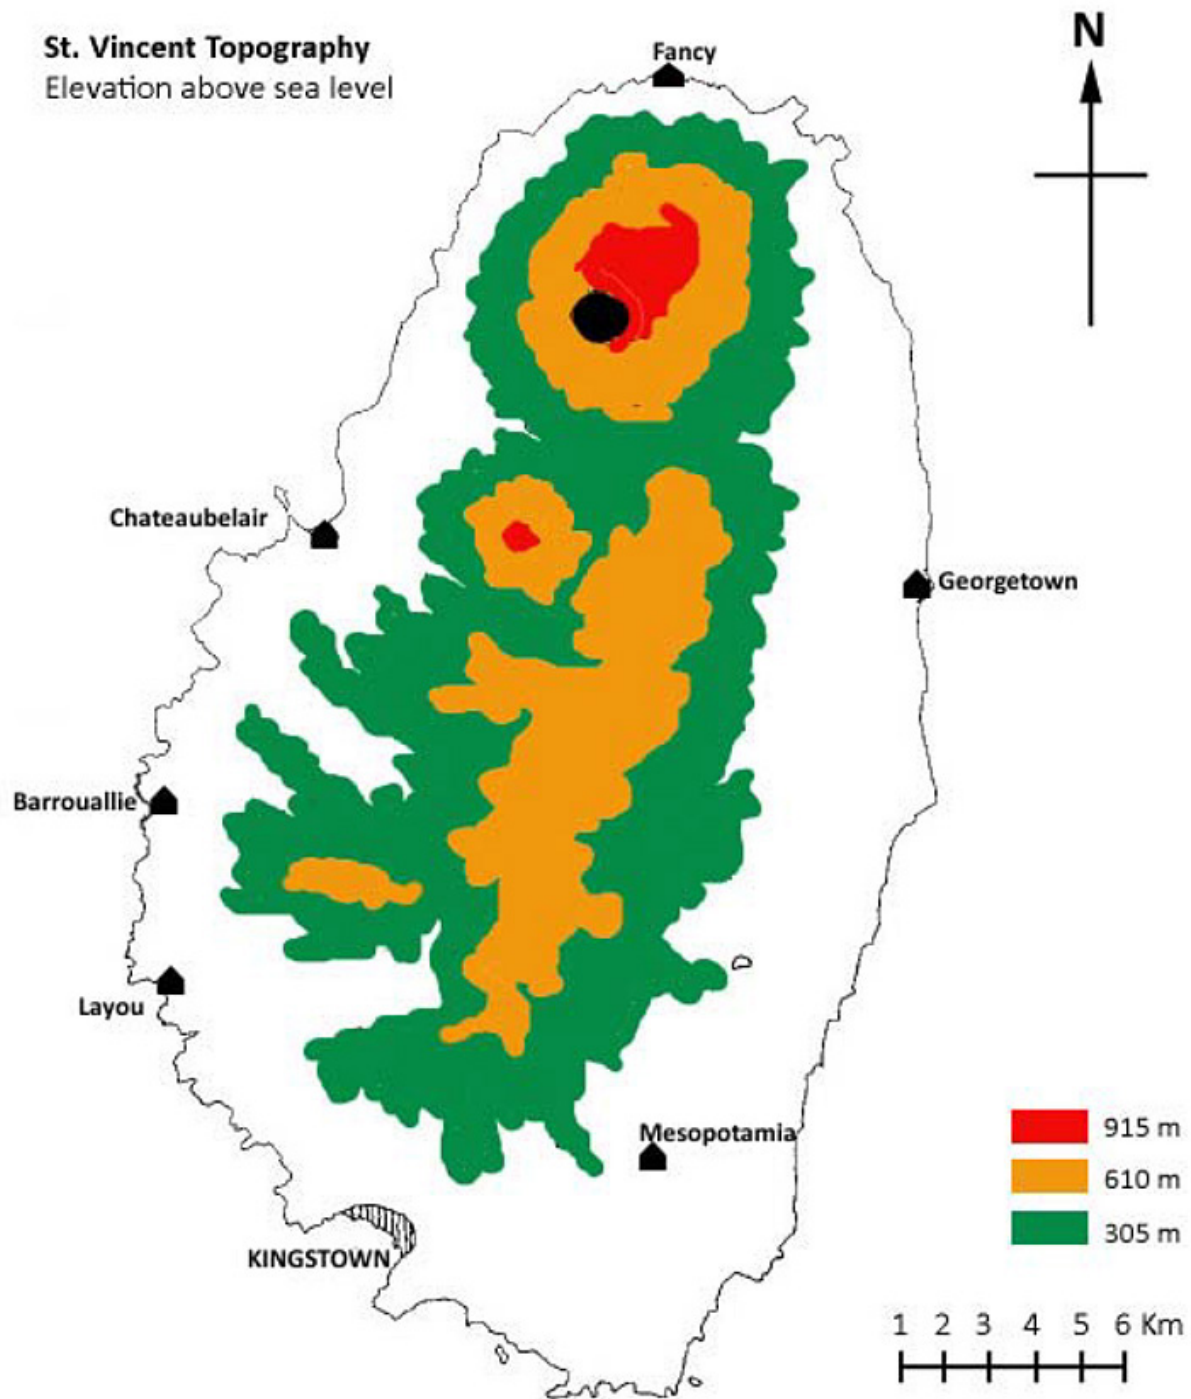 St. Vincent Topography
Elevation above sea level
N
Fancy
Chateaubelair
Georgetown
Barrouallie
Layou
Mesopotamia
KINGSTOWN
915 m
610 m
305 m
1 2 3 4 5 6 Km